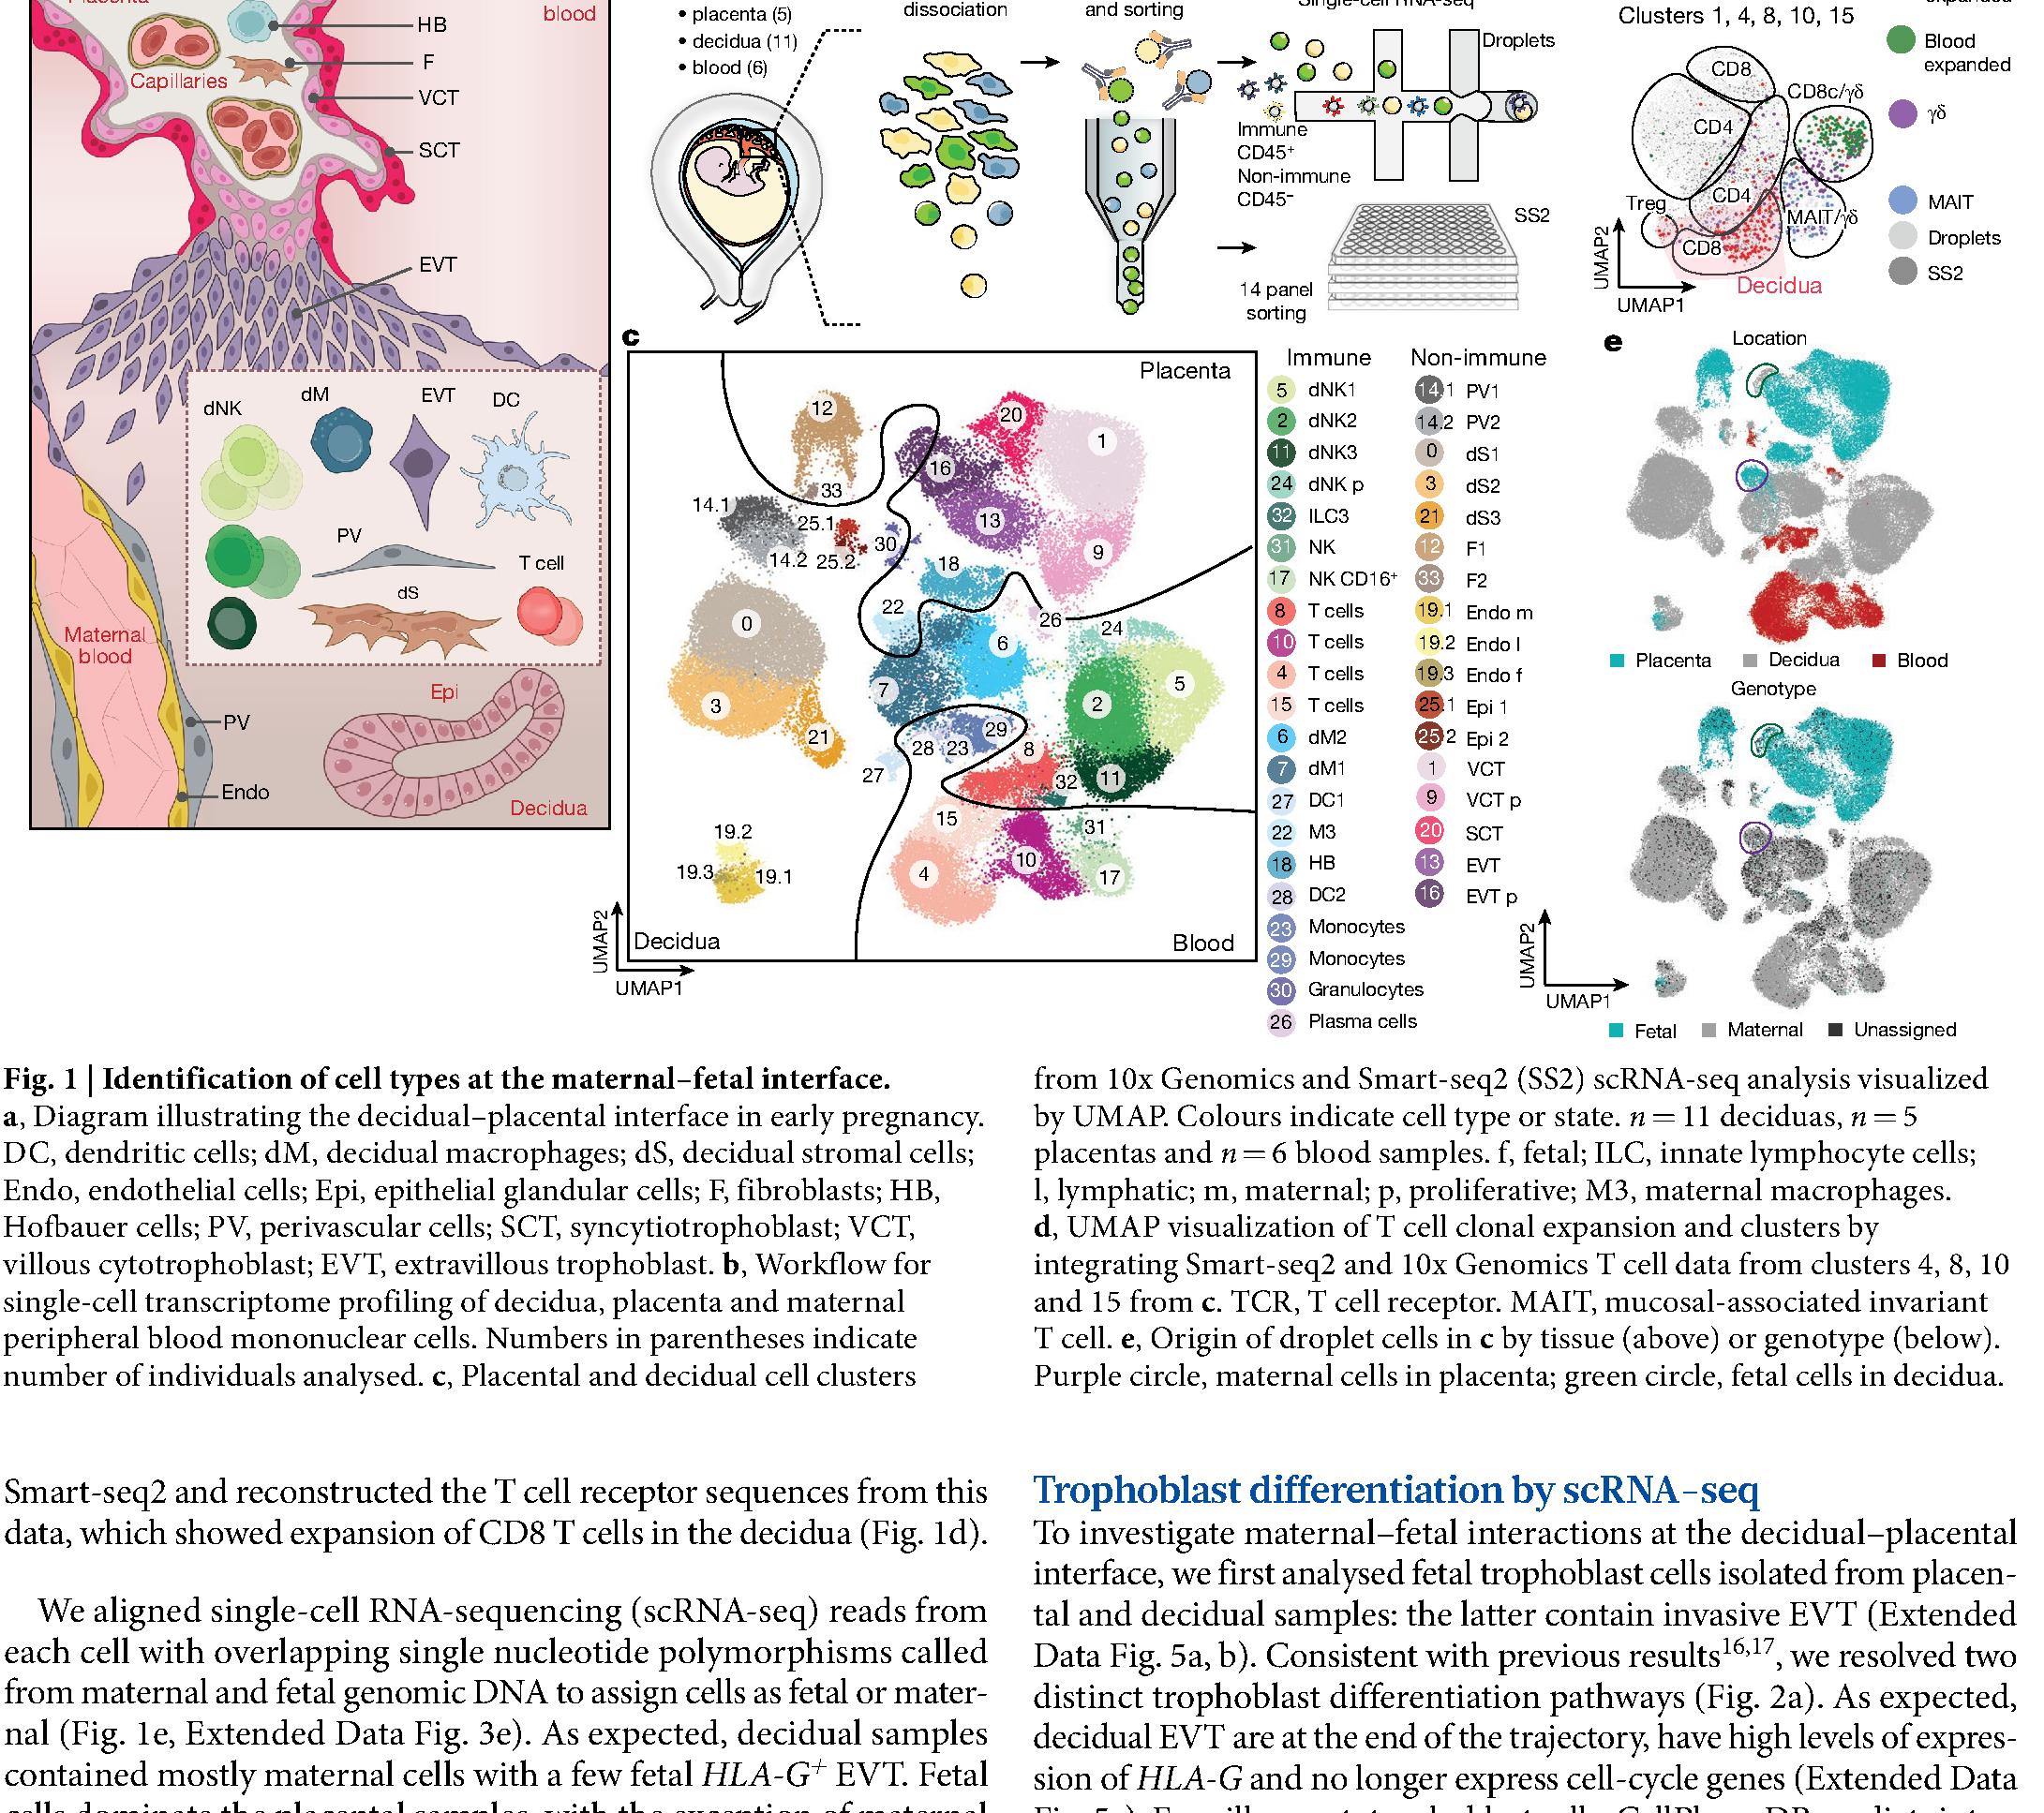 Placenta
blood
HB
F
Capillaries
VCT
SCT
EVT
dNK
dM
EVT
DC
PV
T cell
dS
Maternal
blood
Epi
PV
Endo
Decidua
• placenta (5)
• decidua (11)
• blood (6)
dissociation
and sorting
Single-cell RNA-seq
Droplets
Immune
CD45+
Non-immune
CD45−
SS2
14 panel
sorting
Clusters 1, 4, 8, 10, 15
CD8
CD8c/γδ
CD4
CD4
Treg
MAIT/γδ
CD8
Decidua
UMAP2
UMAP1
expanded
Blood
expanded
γδ
MAIT
Droplets
SS2
c
Placenta
12
20
1
16
33
14.1
25.1
13
30
14.2
25.2
18
9
22
26
24
0
6
7
5
3
2
21
29
28
23
8
27
32
11
15
31
19.2
10
19.3
19.1
4
17
Decidua
Blood
UMAP2
UMAP1
Immune
5 dNK1
2 dNK2
11 dNK3
24 dNK p
32 ILC3
31 NK
17 NK CD16+
8 T cells
10 T cells
4 T cells
15 T cells
6 dM2
7 dM1
27 DC1
22 M3
18 HB
28 DC2
23 Monocytes
29 Monocytes
30 Granulocytes
26 Plasma cells
Non-immune
14.1 PV1
14.2 PV2
0 dS1
3 dS2
21 dS3
12 F1
33 F2
19.1 Endo m
19.2 Endo l
19.3 Endo f
25.1 Epi 1
25.2 Epi 2
1 VCT
9 VCT p
20 SCT
13 EVT
16 EVT p
e
Location
Placenta Decidua Blood
Genotype
UMAP2
UMAP1
Fetal Maternal Unassigned
Fig. 1 | Identification of cell types at the maternal–fetal interface.
a, Diagram illustrating the decidual–placental interface in early pregnancy.
DC, dendritic cells; dM, decidual macrophages; dS, decidual stromal cells;
Endo, endothelial cells; Epi, epithelial glandular cells; F, fibroblasts; HB,
Hofbauer cells; PV, perivascular cells; SCT, syncytiotrophoblast; VCT,
villous cytotrophoblast; EVT, extravillous trophoblast. b, Workflow for
single-cell transcriptome profiling of decidua, placenta and maternal
peripheral blood mononuclear cells. Numbers in parentheses indicate
number of individuals analysed. c, Placental and decidual cell clusters
from 10x Genomics and Smart-seq2 (SS2) scRNA-seq analysis visualized
by UMAP. Colours indicate cell type or state. n = 11 deciduas, n = 5
placentas and n = 6 blood samples. f, fetal; ILC, innate lymphocyte cells;
l, lymphatic; m, maternal; p, proliferative; M3, maternal macrophages.
d, UMAP visualization of T cell clonal expansion and clusters by
integrating Smart-seq2 and 10x Genomics T cell data from clusters 4, 8, 10
and 15 from c. TCR, T cell receptor. MAIT, mucosal-associated invariant
T cell. e, Origin of droplet cells in c by tissue (above) or genotype (below).
Purple circle, maternal cells in placenta; green circle, fetal cells in decidua.
Smart-seq2 and reconstructed the T cell receptor sequences from this
data, which showed expansion of CD8 T cells in the decidua (Fig. 1d).
We aligned single-cell RNA-sequencing (scRNA-seq) reads from
each cell with overlapping single nucleotide polymorphisms called
from maternal and fetal genomic DNA to assign cells as fetal or mater-
nal (Fig. 1e, Extended Data Fig. 3e). As expected, decidual samples
contained mostly maternal cells with a few fetal HLA-G+ EVT. Fetal
cells dominate the placental samples, with the exception of maternal
Trophoblast differentiation by scRNA-seq
To investigate maternal–fetal interactions at the decidual–placental
interface, we first analysed fetal trophoblast cells isolated from placen-
tal and decidual samples: the latter contain invasive EVT (Extended
Data Fig. 5a, b). Consistent with previous results16,17, we resolved two
distinct trophoblast differentiation pathways (Fig. 2a). As expected,
decidual EVT are at the end of the trajectory, have high levels of expres-
sion of HLA-G and no longer express cell-cycle genes (Extended Data